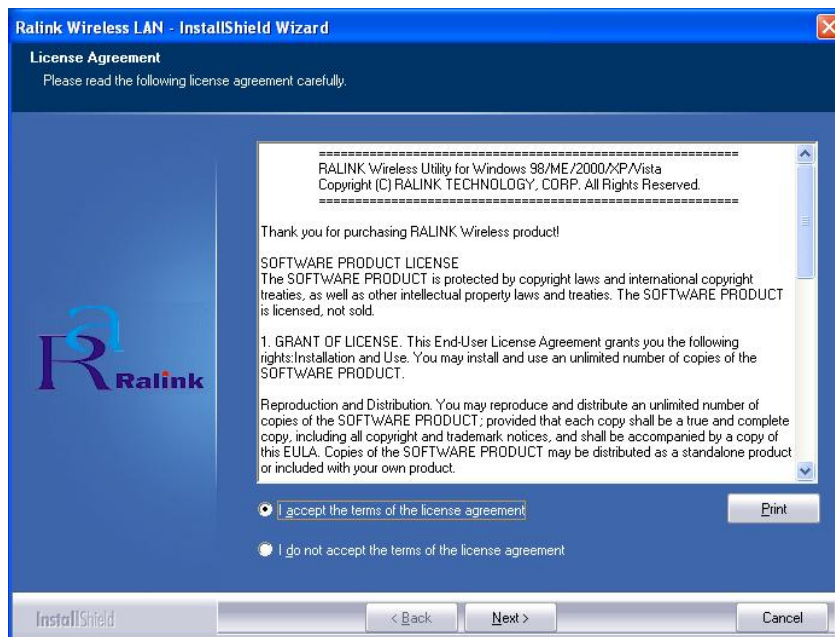 Ralink Wireless LAN - InstallShield Wizard
License Agreement
Please read the following license agreement carefully.
============================================================
RALINK Wireless Utility for Windows 98/ME/2000/XP/Vista
Copyright (C) RALINK TECHNOLOGY, CORP. All Rights Reserved.
============================================================
Thank you for purchasing RALINK Wireless product!
SOFTWARE PRODUCT LICENSE
The SOFTWARE PRODUCT is protected by copyright laws and international copyright
treaties, as well as other intellectual property laws and treaties. The SOFTWARE PRODUCT
is licensed, not sold.
1. GRANT OF LICENSE. This End-User License Agreement grants you the following
rights:Installation and Use. You may install and use an unlimited number of copies of the
SOFTWARE PRODUCT.
Reproduction and Distribution. You may reproduce and distribute an unlimited number of
copies of the SOFTWARE PRODUCT; provided that each copy shall be a true and complete
copy, including all copyright and trademark notices, and shall be accompanied by a copy of
this EULA. Copies of the SOFTWARE PRODUCT may be distributed as a standalone product
or included with your own product.
Ra
Ralink
I accept the terms of the license agreement
Print
I do not accept the terms of the license agreement
InstallShield
< Back
Next >
Cancel